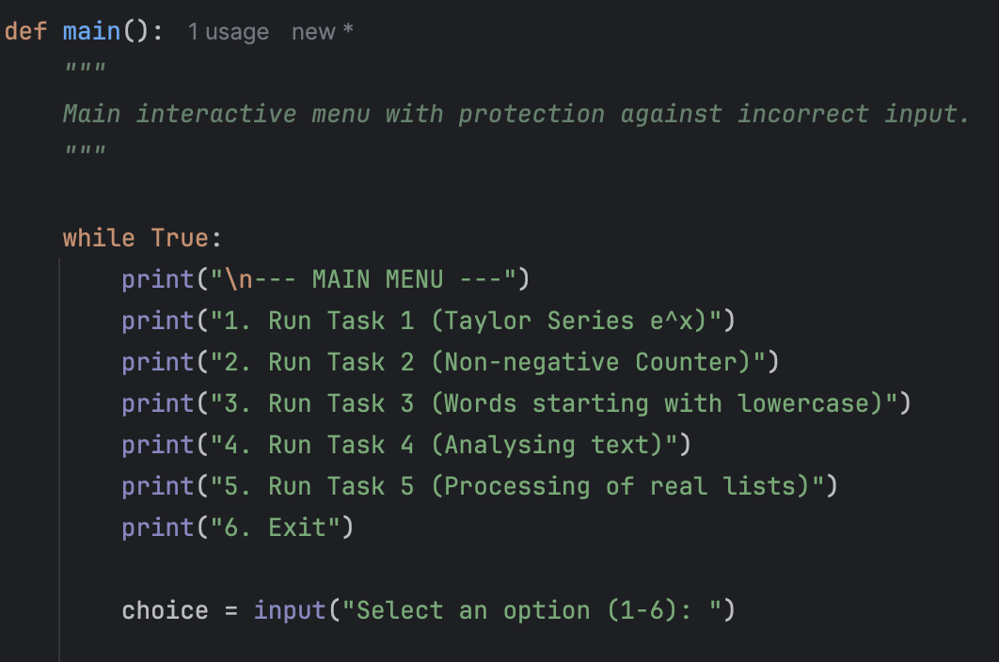 def main():  1 usage  new *
    """
    Main interactive menu with protection against incorrect input.
    """
    while True:
        print("\n--- MAIN MENU ---")
        print("1. Run Task 1 (Taylor Series e^x)")
        print("2. Run Task 2 (Non-negative Counter)")
        print("3. Run Task 3 (Words starting with lowercase)")
        print("4. Run Task 4 (Analysing text)")
        print("5. Run Task 5 (Processing of real lists)")
        print("6. Exit")
        choice = input("Select an option (1-6): ")